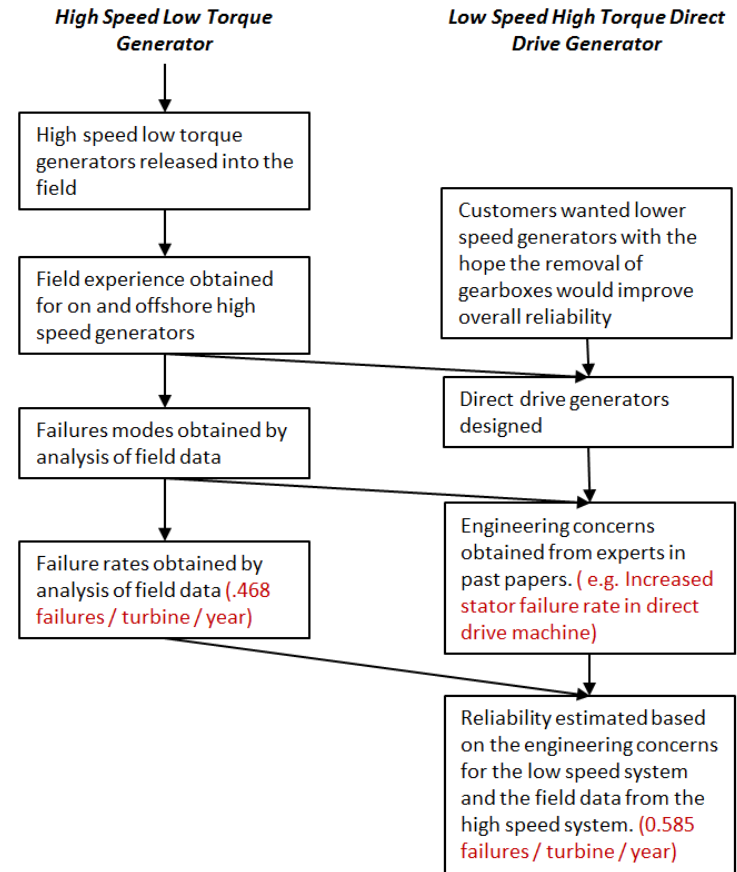 High Speed Low Torque
Generator
High speed low torque
generators released into the
field
Field experience obtained
for on and offshore high
speed generators
Failures modes obtained by
analysis of field data
Failure rates obtained by
analysis of field data (.468
failures / turbine / year)
Low Speed High Torque Direct
Drive Generator
Customers wanted lower
speed generators with the
hope the removal of
gearboxes would improve
overall reliability
Direct drive generators
designed
Engineering concerns
obtained from experts in
past papers. ( e.g. Increased
stator failure rate in direct
drive machine)
Reliability estimated based
on the engineering concerns
for the low speed system
and the field data from the
high speed system. (0.585
failures / turbine / year)